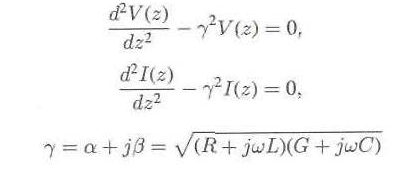 d²V(z)/dz² − γ²V(z) = 0,
d²I(z)/dz² − γ²I(z) = 0,
γ = α + jβ = √(R + jωL)(G + jωC)